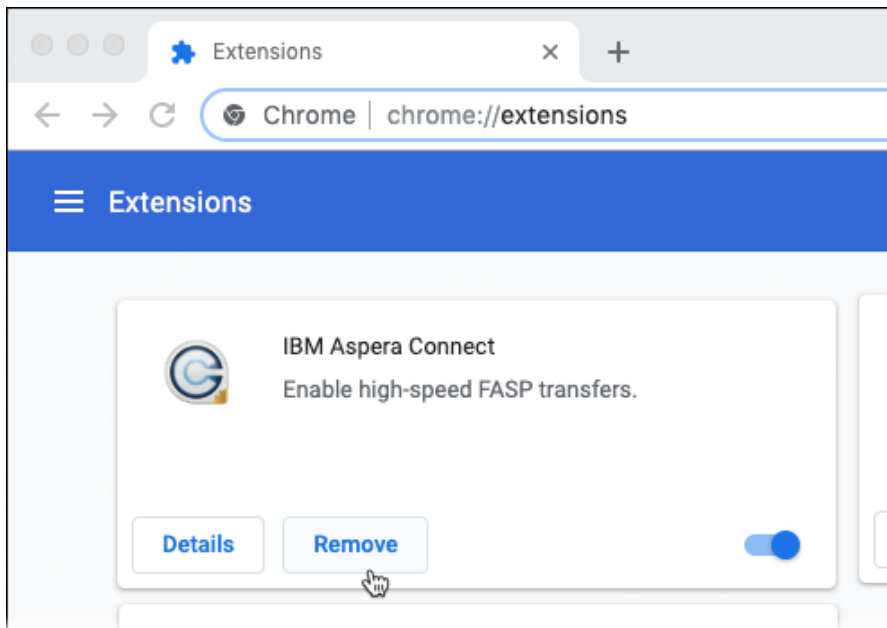 Extensions
Chrome | chrome://extensions
Extensions
IBM Aspera Connect
Enable high-speed FASP transfers.
Details
Remove